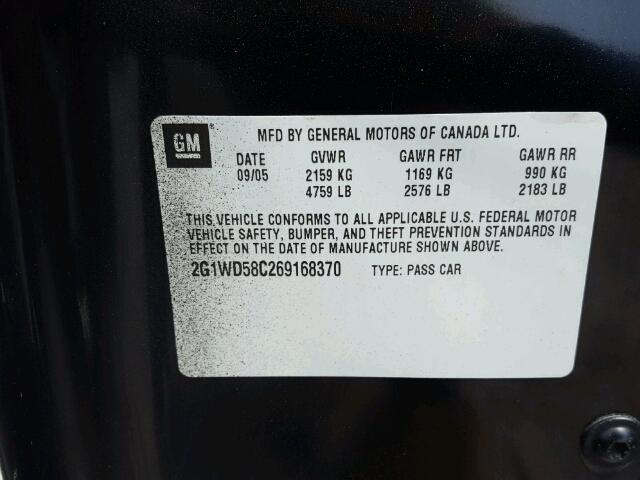 GM
MFD BY GENERAL MOTORS OF CANADA LTD.
DATE GVWR GAWR FRT GAWR RR
09/05 2159 KG 1169 KG 990 KG
4759 LB 2576 LB 2183 LB
THIS VEHICLE CONFORMS TO ALL APPLICABLE U.S. FEDERAL MOTOR
VEHICLE SAFETY, BUMPER, AND THEFT PREVENTION STANDARDS IN
EFFECT ON THE DATE OF MANUFACTURE SHOWN ABOVE.
2G1WD58C269168370 TYPE: PASS CAR